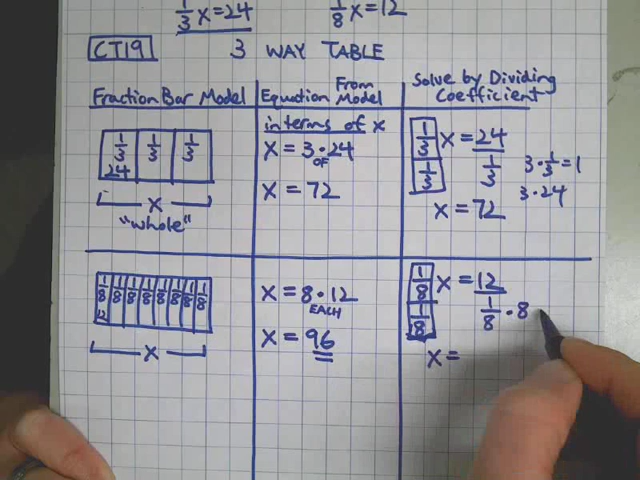 1/3 x = 24
1/8 x = 12
CT19
3 WAY TABLE
Fraction Bar Model
Equation From Model
in terms of x
Solve by Dividing
Coefficient
1/3 1/3 1/3
24
x
"whole"
x = 3 · 24
OF
x = 72
1/3 x = 24
1/3 1/3
3 · 1/3 = 1
3 · 24
x = 72
1/8 1/8 1/8 1/8 1/8 1/8 1/8 1/8
12
x
x = 8 · 12
EACH
x = 96
1/8 x = 12
1/8 1/8 · 8
x =